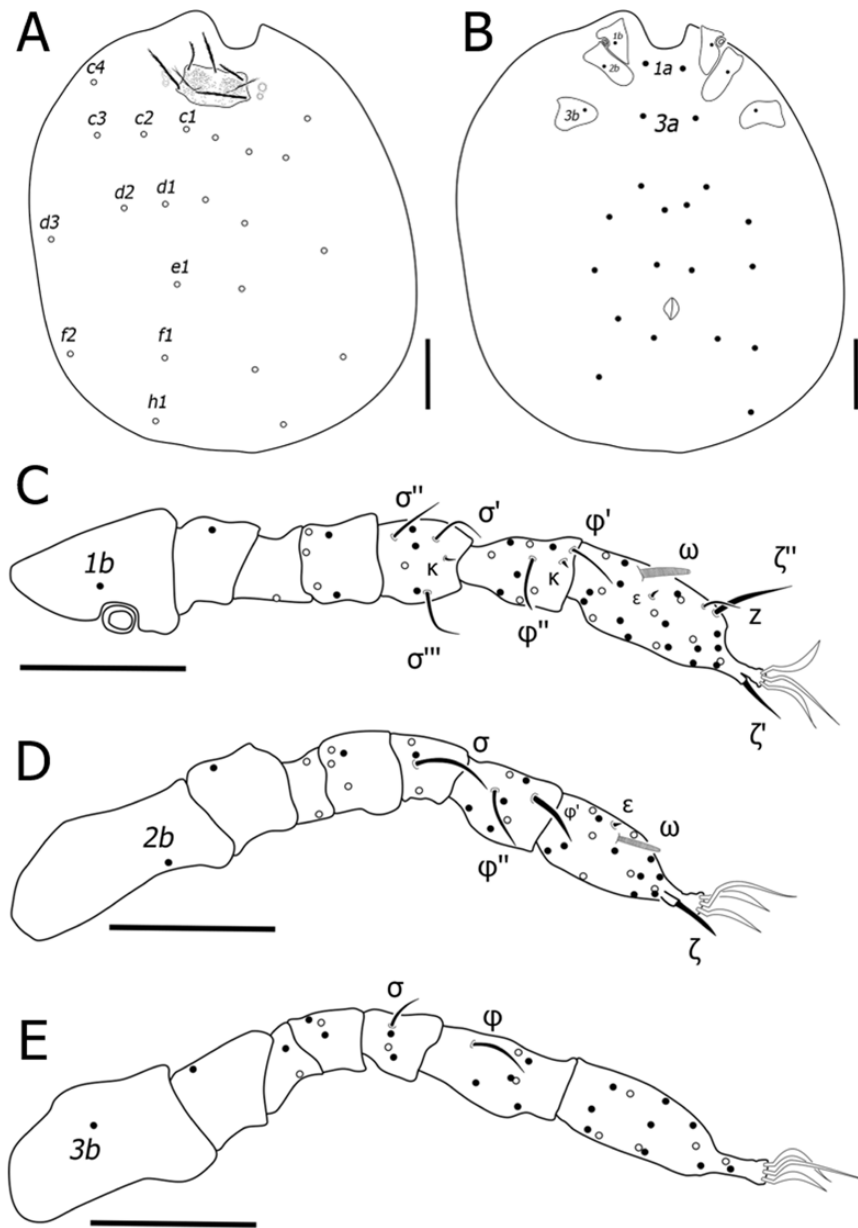 A
B
c4
c3 c2 c1
d3 d2 d1
e1
f2 f1
h1
1b
2b
1a
3b
3a
C
1b
σ''
σ'
κ
σ'''
φ'
κ
φ''
ω
ε
ζ''
z
ζ'
D
2b
σ
φ''
φ'
ε
ω
ζ
E
3b
σ
φ